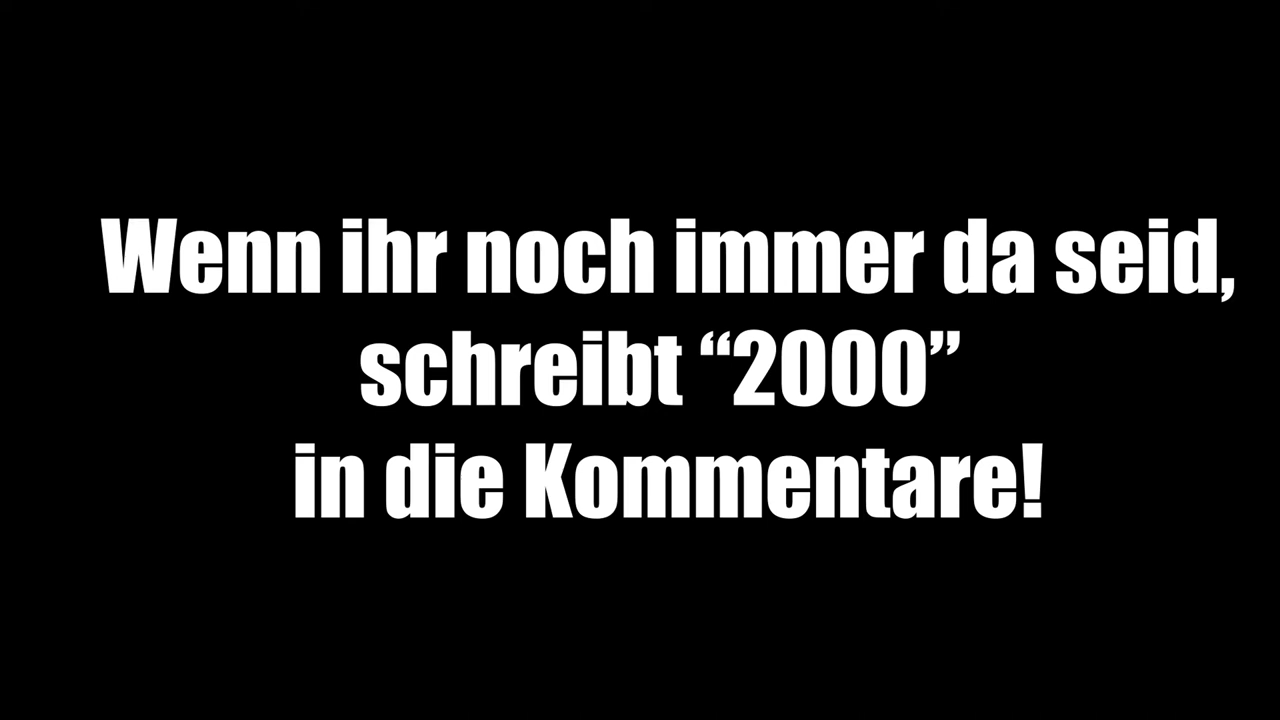 Wenn ihr noch immer da seid,
schreibt “2000”
in die Kommentare!